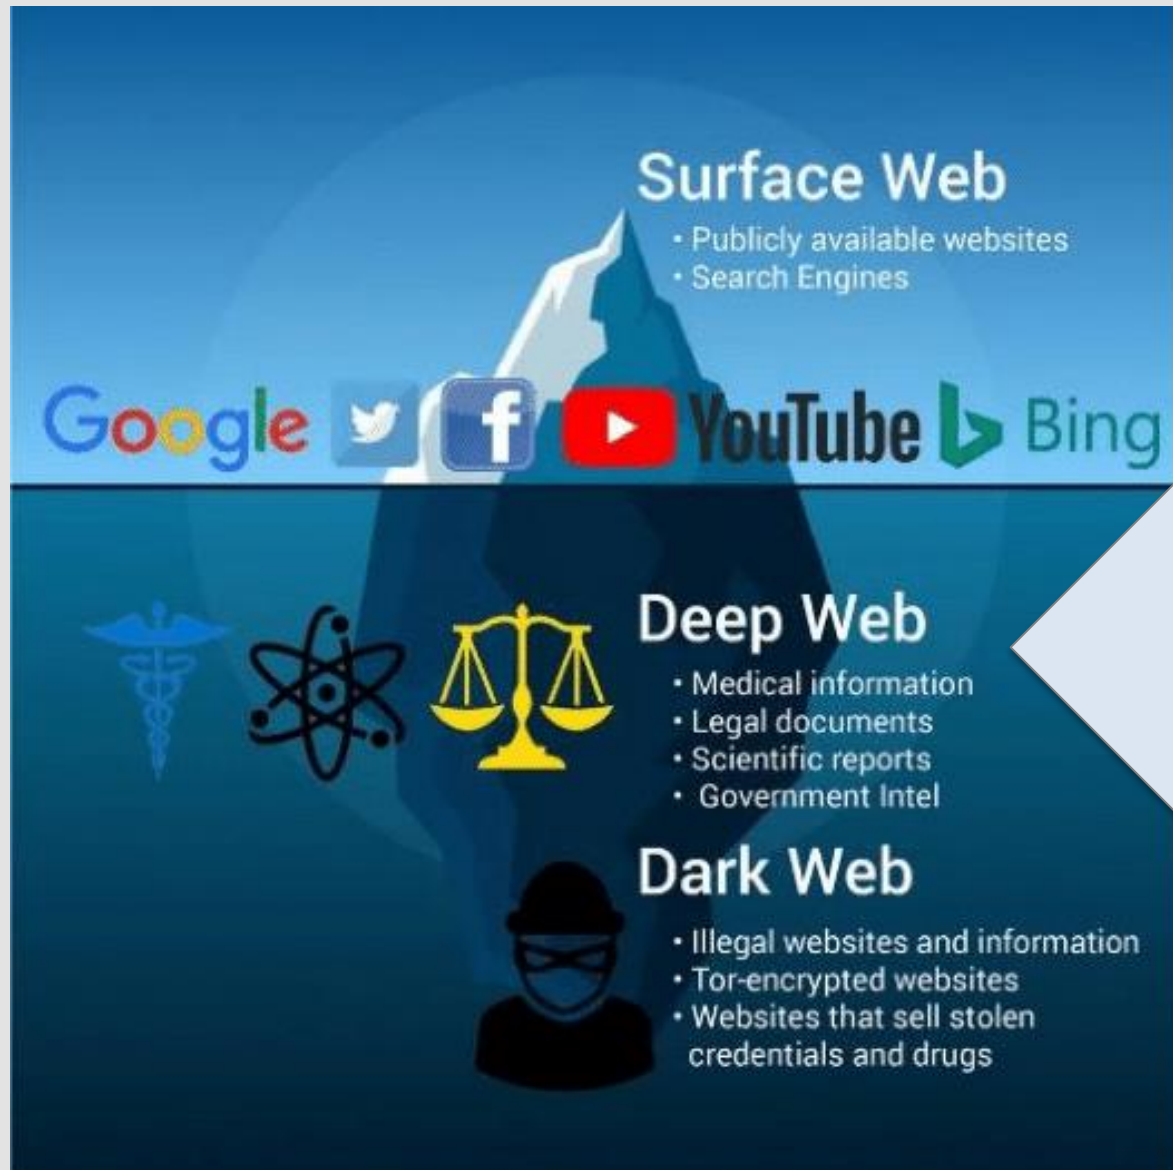 Surface Web
• Publicly available websites
• Search Engines
Google f YouTube b Bing
Deep Web
• Medical information
• Legal documents
• Scientific reports
• Government Intel
Dark Web
• Illegal websites and information
• Tor-encrypted websites
• Websites that sell stolen
credentials and drugs